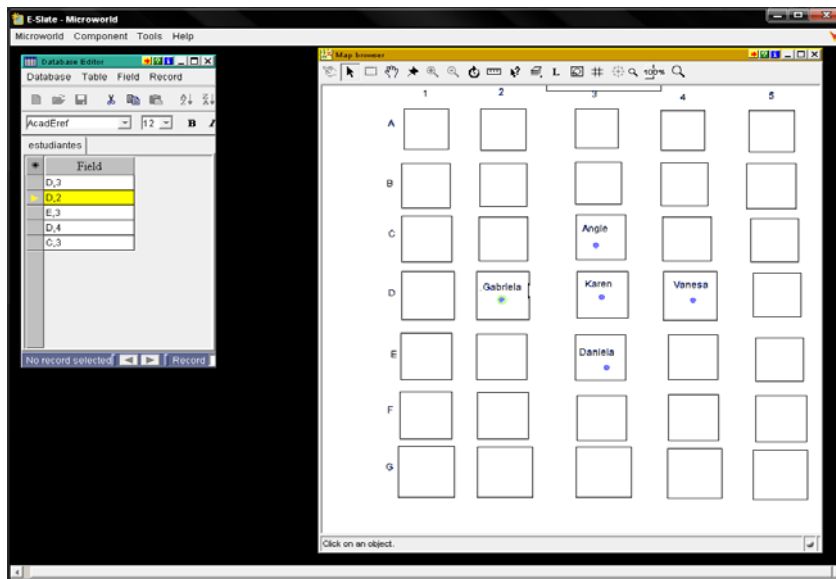 E-Slate - Microworld
Microworld Component Tools Help
Database Editor
Database Table Field Record
AcadEref 12 B I
estudiantes
Field
D,3
D,2
E,3
D,4
C,3
No record selected Record
Map browser
L 100%
1 2 3 4 5
A
B
C Angie
D Gabriela Karen Vanesa
E Daniela
F
G
Click on an object.